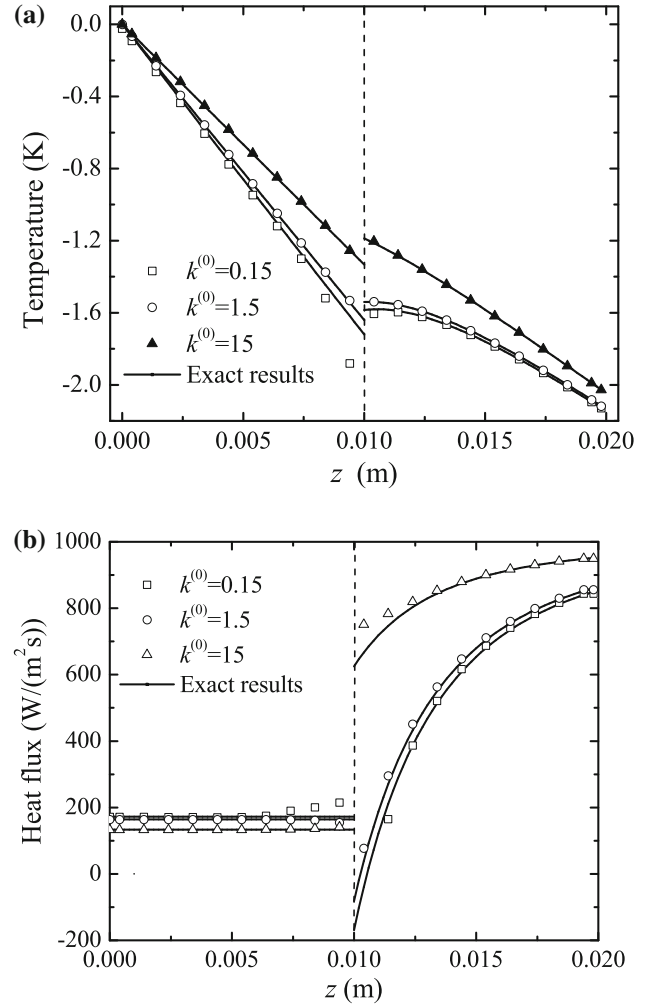 (a)
0.0
-0.4
-0.8
-1.2
-1.6
-2.0
Temperature (K)
k(0)=0.15
k(0)=1.5
k(0)=15
Exact results
0.000 0.005 0.010 0.015 0.020
z (m)
(b)
1000
800
600
400
200
0
-200
Heat flux (W/(m2s)
k(0)=0.15
k(0)=1.5
k(0)=15
Exact results
0.000 0.005 0.010 0.015 0.020
z (m)